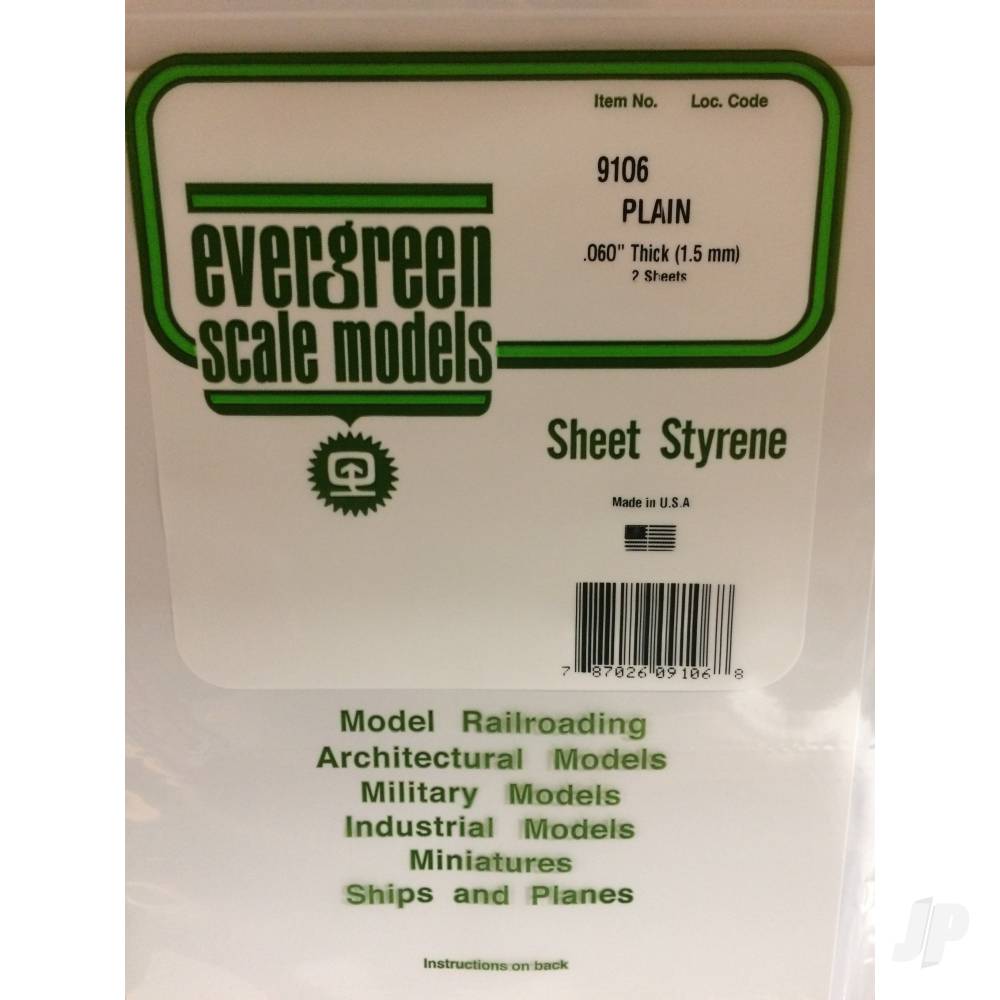 Item No. Loc. Code
9106
PLAIN
.060" Thick (1.5 mm)
2 Sheets
evergreen
scale models
Sheet Styrene
Made in U.S.A
7 87026 09106 8
Model Railroading
Architectural Models
Military Models
Industrial Models
Miniatures
Ships and Planes
Instructions on back
JP